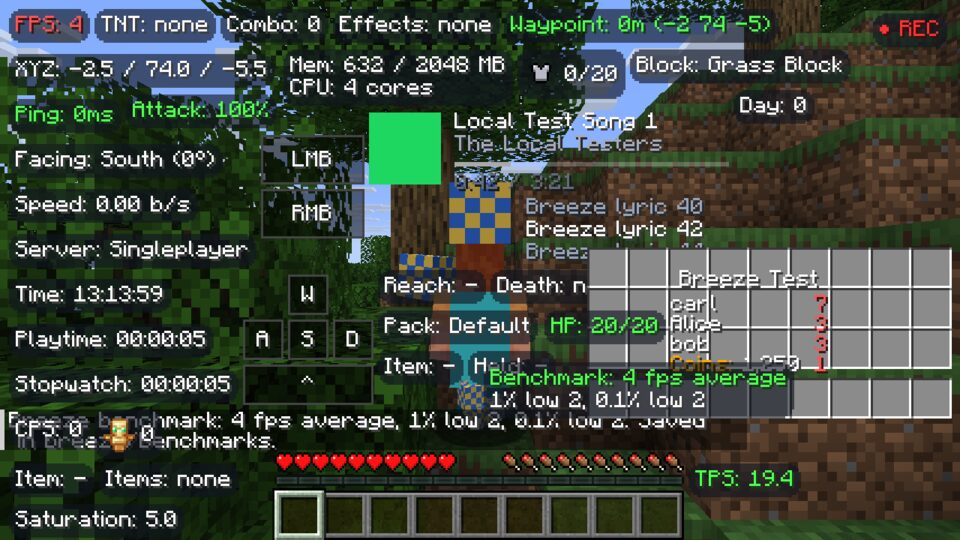 FPS: 4 TNT: none Combo: 0 Effects: none Waypoint: 0m (-2 74 -5) ● REC
XYZ: -2.5 / 74.0 / -5.5 Mem: 632 / 2048 MB 0/20 Block: Grass Block
CPU: 4 cores
Day: 0
Ping: 0ms Attack: 100%
Local Test Song 1
The Local Testers
Facing: South (0°) LMB
/ 3:21
Speed: 0.00 b/s RMB
Breeze lyric 40
Breeze lyric 42
Breeze lyric
Server: Singleplayer
Breeze Test
Reach: - Death:
Time: 13:13:59 W
carl 7
Alice 3
bob 3
Coins: 1,250 1
Pack: Default HP: 20/20
Playtime: 00:00:05 A S D
Item: -
Stopwatch: 00:00:05 ^
Benchmark: 4 fps average
1% low 2, 0.1% low 2
Breeze benchmark: 4 fps average, 1% low 2, 0.1% low 2. Saved
in breeze benchmarks.
CPS: 0 0
Item: - Items: none TPS: 19.4
Saturation: 5.0